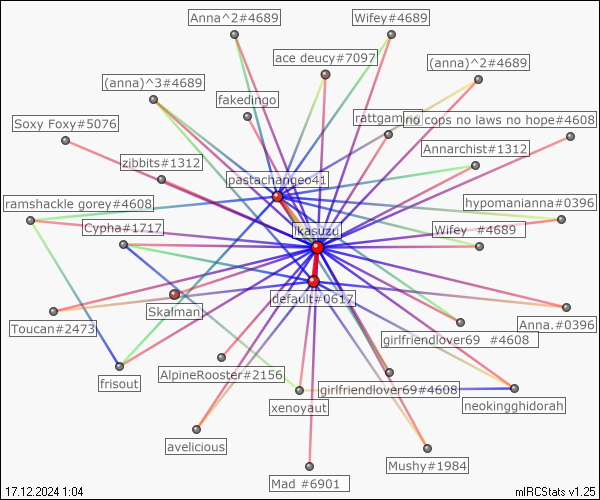 Anna^2#4689
Wifey#4689
ace deucy#7097
(anna)^2#4689
(anna)^3#4689
fakedingo
rattgaming
no cops no laws no hope#4608
Soxy Foxy#5076
Annarchist#1312
zibbits#1312
pastachangeo41
ramshackle gorey#4608
hypomanianna#0396
Cypha#1717
ikasuzu
Wifey_#4689
default#0617
Skalman
Toucan#2473
Anna.#0396
girlfriendlover69 #4608
frisout
AlpineRooster#2156
girlfriendlover69#4608
xenoyaut
neokingghidorah
avelicious
Mushy#1984
Mad #6901
17.12.2024 1:04
mIRCStats v1.25